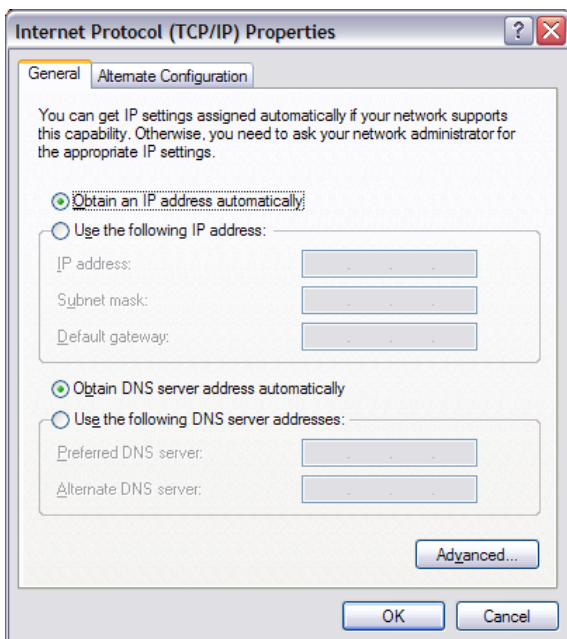 Internet Protocol (TCP/IP) Properties
General Alternate Configuration
You can get IP settings assigned automatically if your network supports
this capability. Otherwise, you need to ask your network administrator for
the appropriate IP settings.
Obtain an IP address automatically
Use the following IP address:
IP address:
Subnet mask:
Default gateway:
Obtain DNS server address automatically
Use the following DNS server addresses:
Preferred DNS server:
Alternate DNS server:
Advanced...
OK Cancel